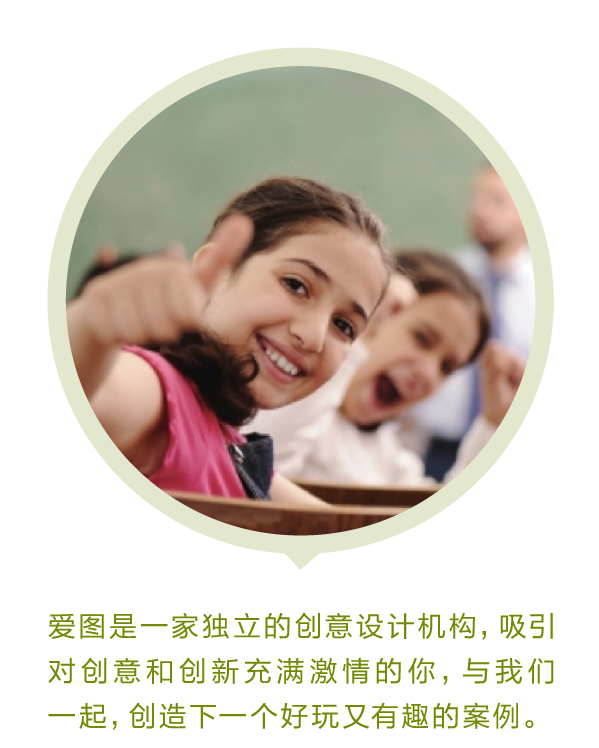 爱图是一家独立的创意设计机构，吸引
对创意和创新充满激情的你，与我们
一起，创造下一个好玩又有趣的案例。